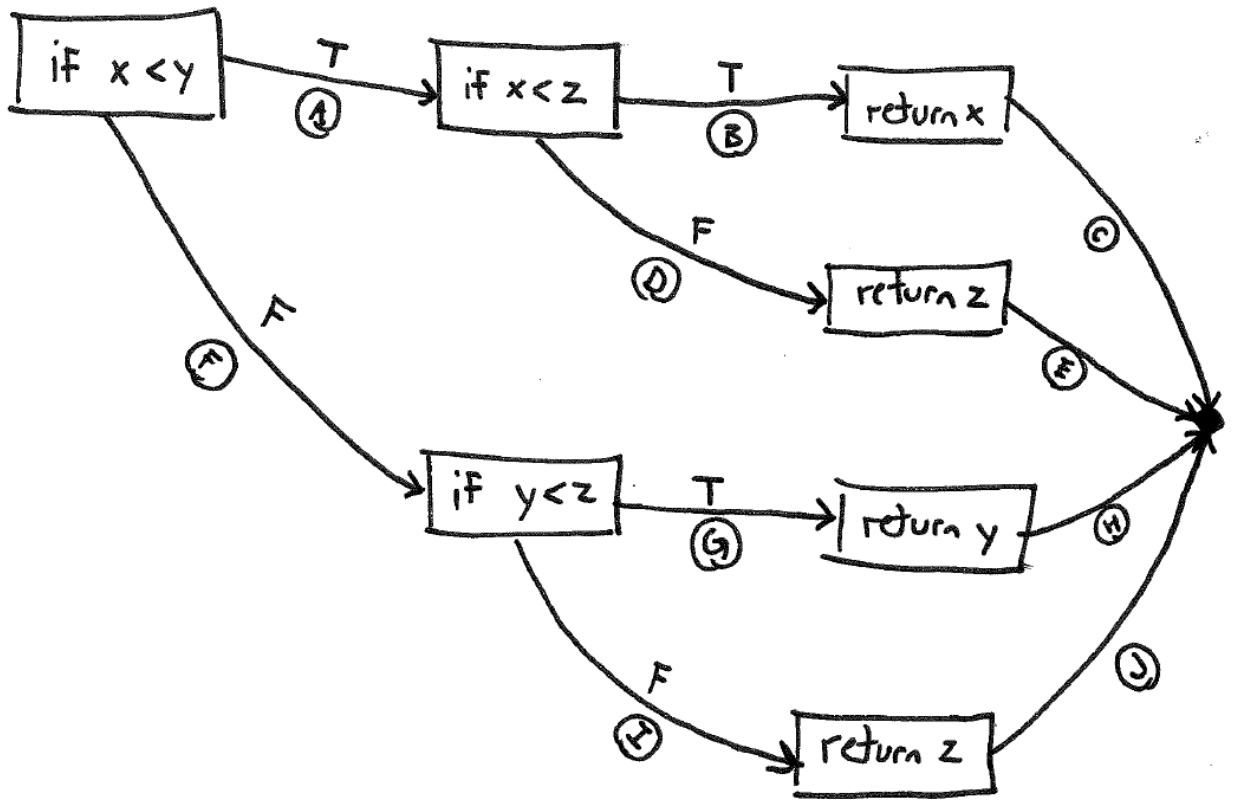 if x < y
T
A
if x < z
T
B
return x
C
F
D
return z
E
F
F
if y < z
T
G
return y
H
F
I
return z
J